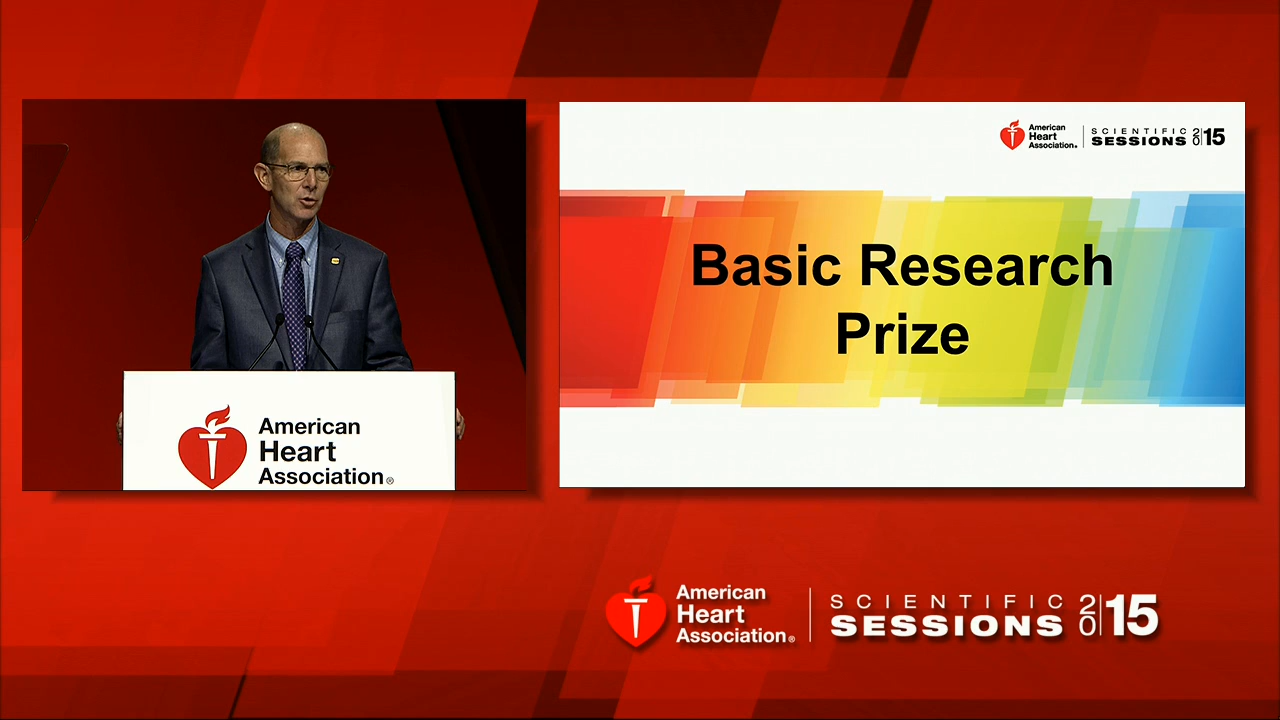 American
Heart
Association®
American
Heart
Association®
SCIENTIFIC
SESSIONS
2015
Basic Research
Prize
American
Heart
Association®
SCIENTIFIC
SESSIONS
2015